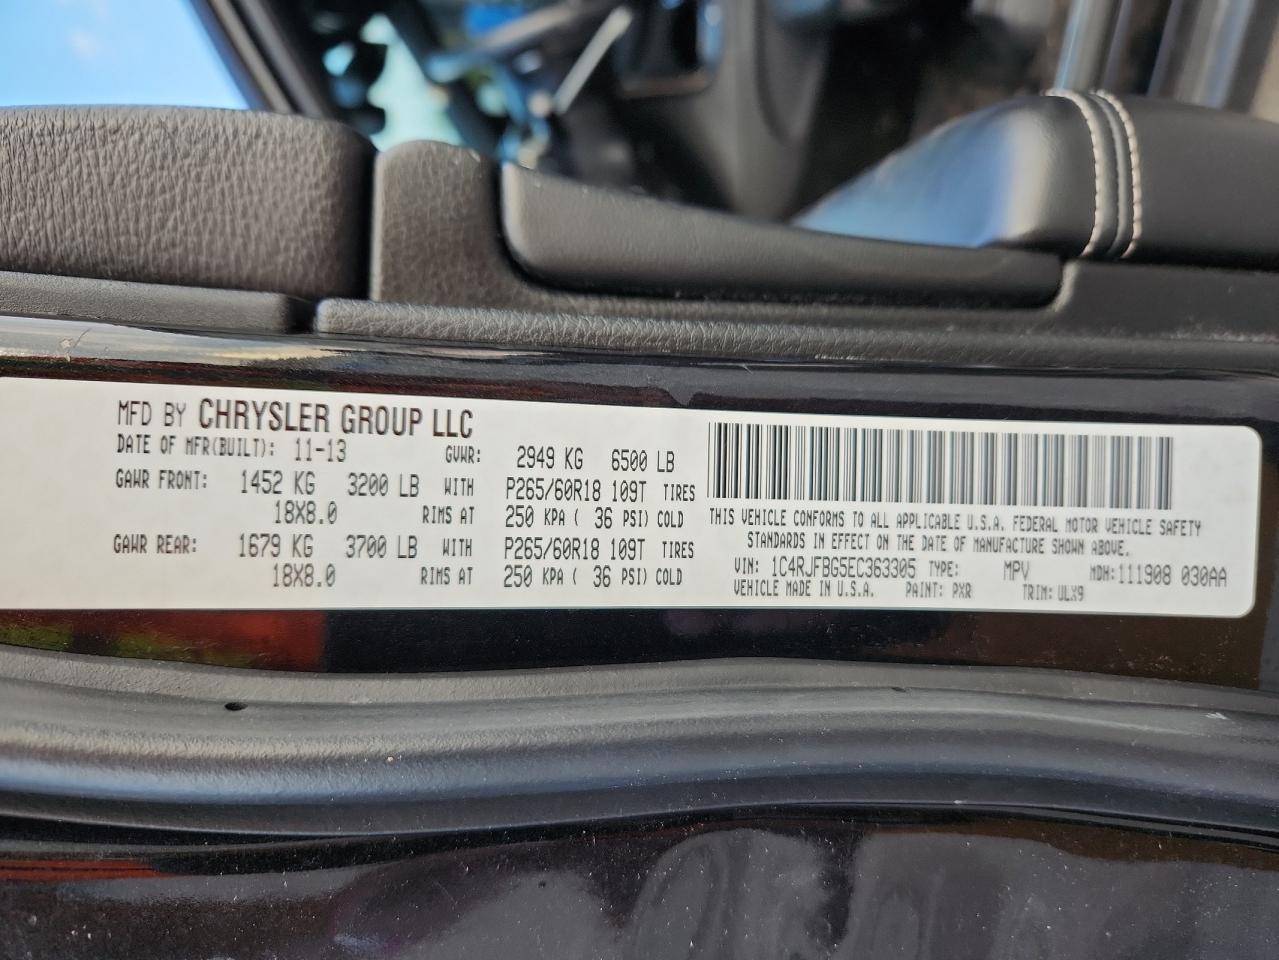 MFD BY CHRYSLER GROUP LLC
DATE OF MFR(BUILT): 11-13 GVWR: 2949 KG 6500 LB
GAWR FRONT: 1452 KG 3200 LB WITH P265/60R18 109T TIRES
18X8.0 RIMS AT 250 KPA ( 36 PSI) COLD
GAWR REAR: 1679 KG 3700 LB WITH P265/60R18 109T TIRES
18X8.0 RIMS AT 250 KPA ( 36 PSI) COLD
THIS VEHICLE CONFORMS TO ALL APPLICABLE U.S.A. FEDERAL MOTOR VEHICLE SAFETY
STANDARDS IN EFFECT ON THE DATE OF MANUFACTURE SHOWN ABOVE.
VIN: 1C4RJFBG5EC363305 TYPE: MPV MDH: 111908 030AA
VEHICLE MADE IN U.S.A. PAINT: PXR TRIM: ULX9